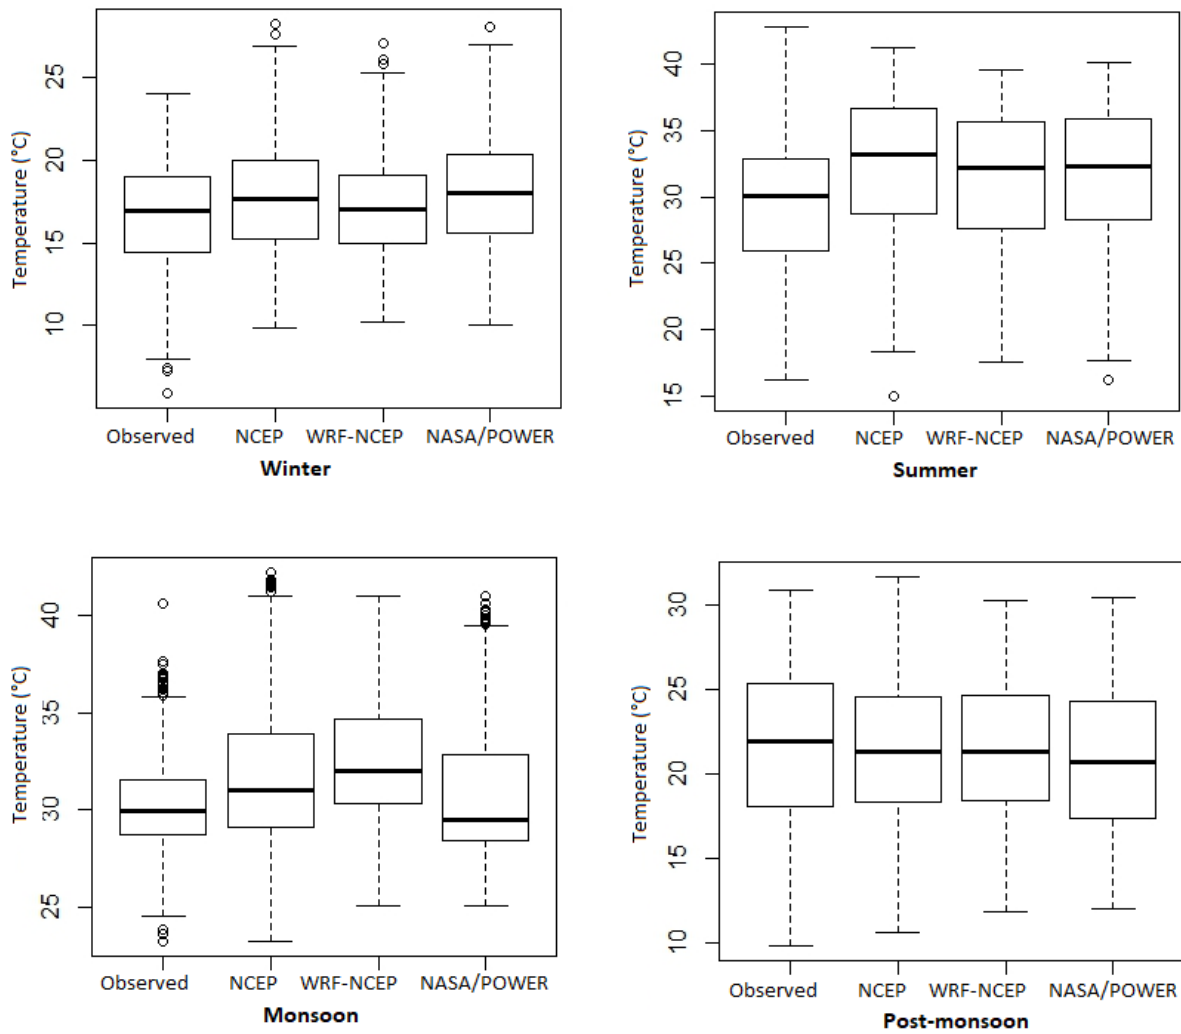 Temperature (°C)
25
20
15
10
Observed NCEP WRF-NCEP NASA/POWER
Winter
Temperature (°C)
40
35
30
25
20
15
Observed NCEP WRF-NCEP NASA/POWER
Summer
Temperature (°C)
40
35
30
25
Observed NCEP WRF-NCEP NASA/POWER
Monsoon
Temperature (°C)
30
25
20
15
10
Observed NCEP WRF-NCEP NASA/POWER
Post-monsoon